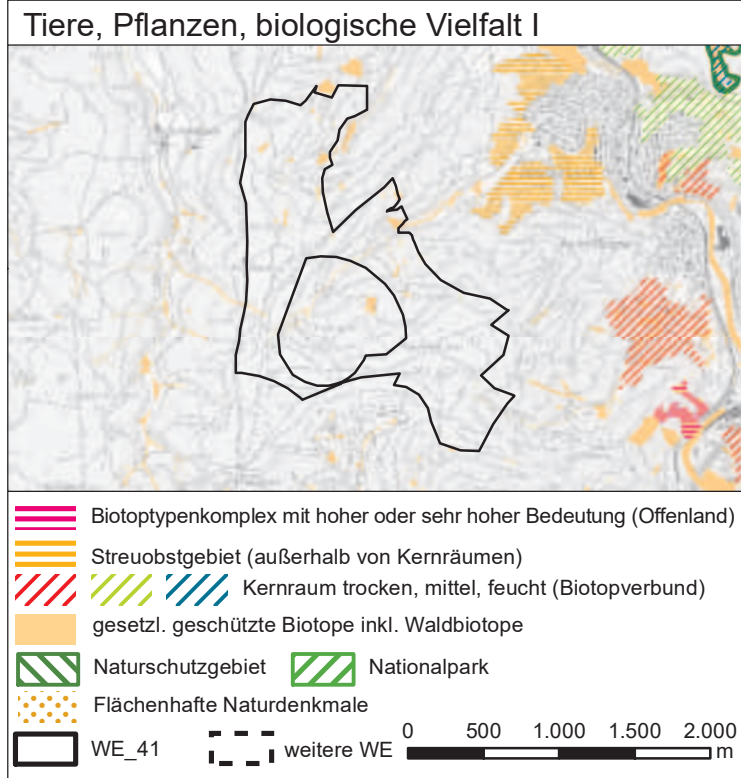 Tiere, Pflanzen, biologische Vielfalt I
Biotoptypenkomplex mit hoher oder sehr hoher Bedeutung (Offenland)
Streuobstgebiet (außerhalb von Kernräumen)
Kernraum trocken, mittel, feucht (Biotopverbund)
gesetzl. geschützte Biotope inkl. Waldbiotope
Naturschutzgebiet Nationalpark
Flächenhafte Naturdenkmale
WE_41 weitere WE 0 500 1.000 1.500 2.000 m